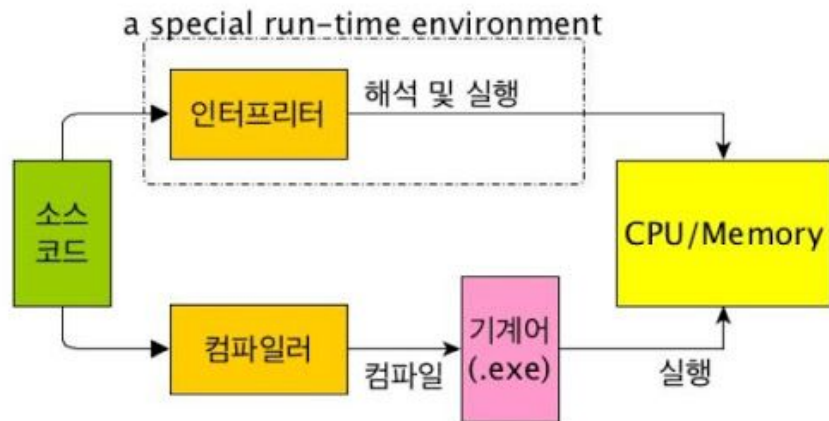 a special run-time environment
인터프리터
해석 및 실행
소스
코드
CPU/Memory
컴파일러
컴파일
기계어
(.exe)
실행